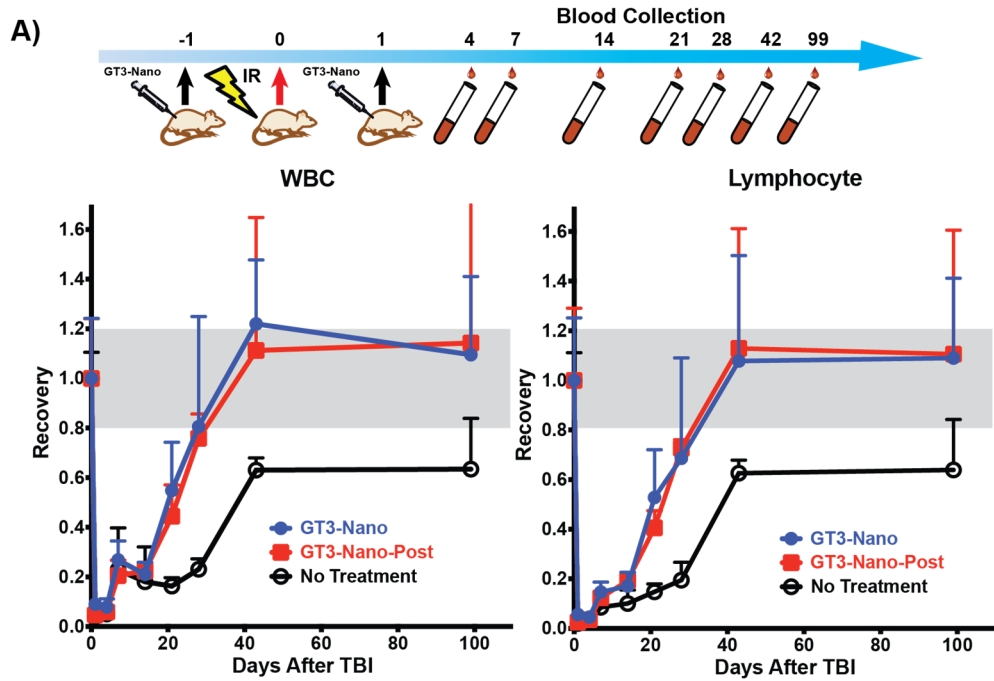 A)
Blood Collection
-1 0 1 4 7 14 21 28 42 99
GT3-Nano IR GT3-Nano
WBC
Recovery
1.6
1.4
1.2
1.0
0.8
0.6
0.4
0.2
0.0
GT3-Nano
GT3-Nano-Post
No Treatment
0 20 40 60 80 100
Days After TBI
Lymphocyte
Recovery
1.6
1.4
1.2
1.0
0.8
0.6
0.4
0.2
0.0
GT3-Nano
GT3-Nano-Post
No Treatment
0 20 40 60 80 100
Days After TBI